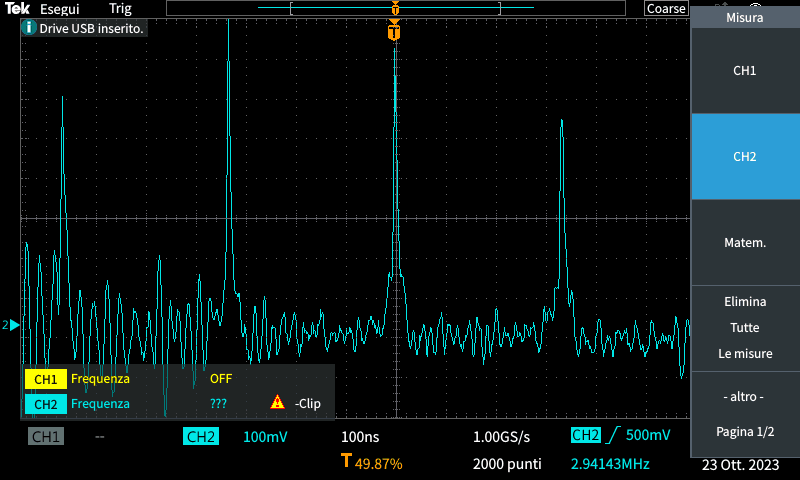 Tek Esegui Trig Coarse
Drive USB inserito.
T
T
Misura
CH1
CH2
Matem.
Elimina
Tutte
Le misure
- altro -
Pagina 1/2
2
CH1 Frequenza OFF
CH2 Frequenza ??? -Clip
CH1 -- CH2 100mV 100ns 1.00GS/s CH2 500mV
T 49.87% 2000 punti 2.94143MHz 23 Ott. 2023